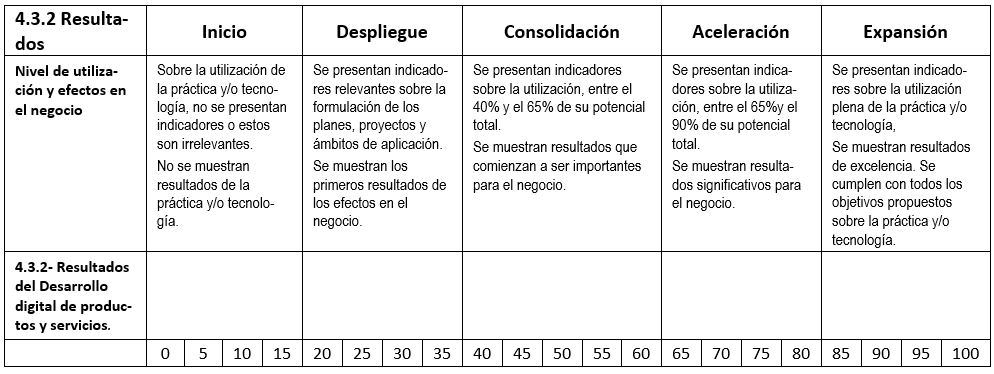 4.3.2 Resulta-
dos
Inicio
Despliegue
Consolidación
Aceleración
Expansión
Nivel de utiliza-
ción y efectos en
el negocio
Sobre la utilización de
la práctica y/o tecno-
logía, no se presentan
indicadores o estos
son irrelevantes.
No se muestran
resultados de la
práctica y/o tecnolo-
gía.
Se presentan indicado-
res relevantes sobre la
formulación de los
planes, proyectos y
ámbitos de aplicación.
Se muestran los
primeros resultados de
los efectos en el
negocio.
Se presentan indicadores
sobre la utilización, entre el
40% y el 65% de su potencial
total.
Se muestran resultados que
comienzan a ser importantes
para el negocio.
Se presentan indica-
dores sobre la utiliza-
ción, entre el 65%y el
90% de su potencial
total.
Se muestran resulta-
dos significativos para
el negocio.
Se presentan indicado-
res sobre la utilización
plena de la práctica y/o
tecnología,
Se muestran resultados
de excelencia. Se
cumplen con todos los
objetivos propuestos
sobre la práctica y/o
tecnología.
4.3.2- Resultados
del Desarrollo
digital de produc-
tos y servicios.
0 5 10 15 20 25 30 35 40 45 50 55 60 65 70 75 80 85 90 95 100